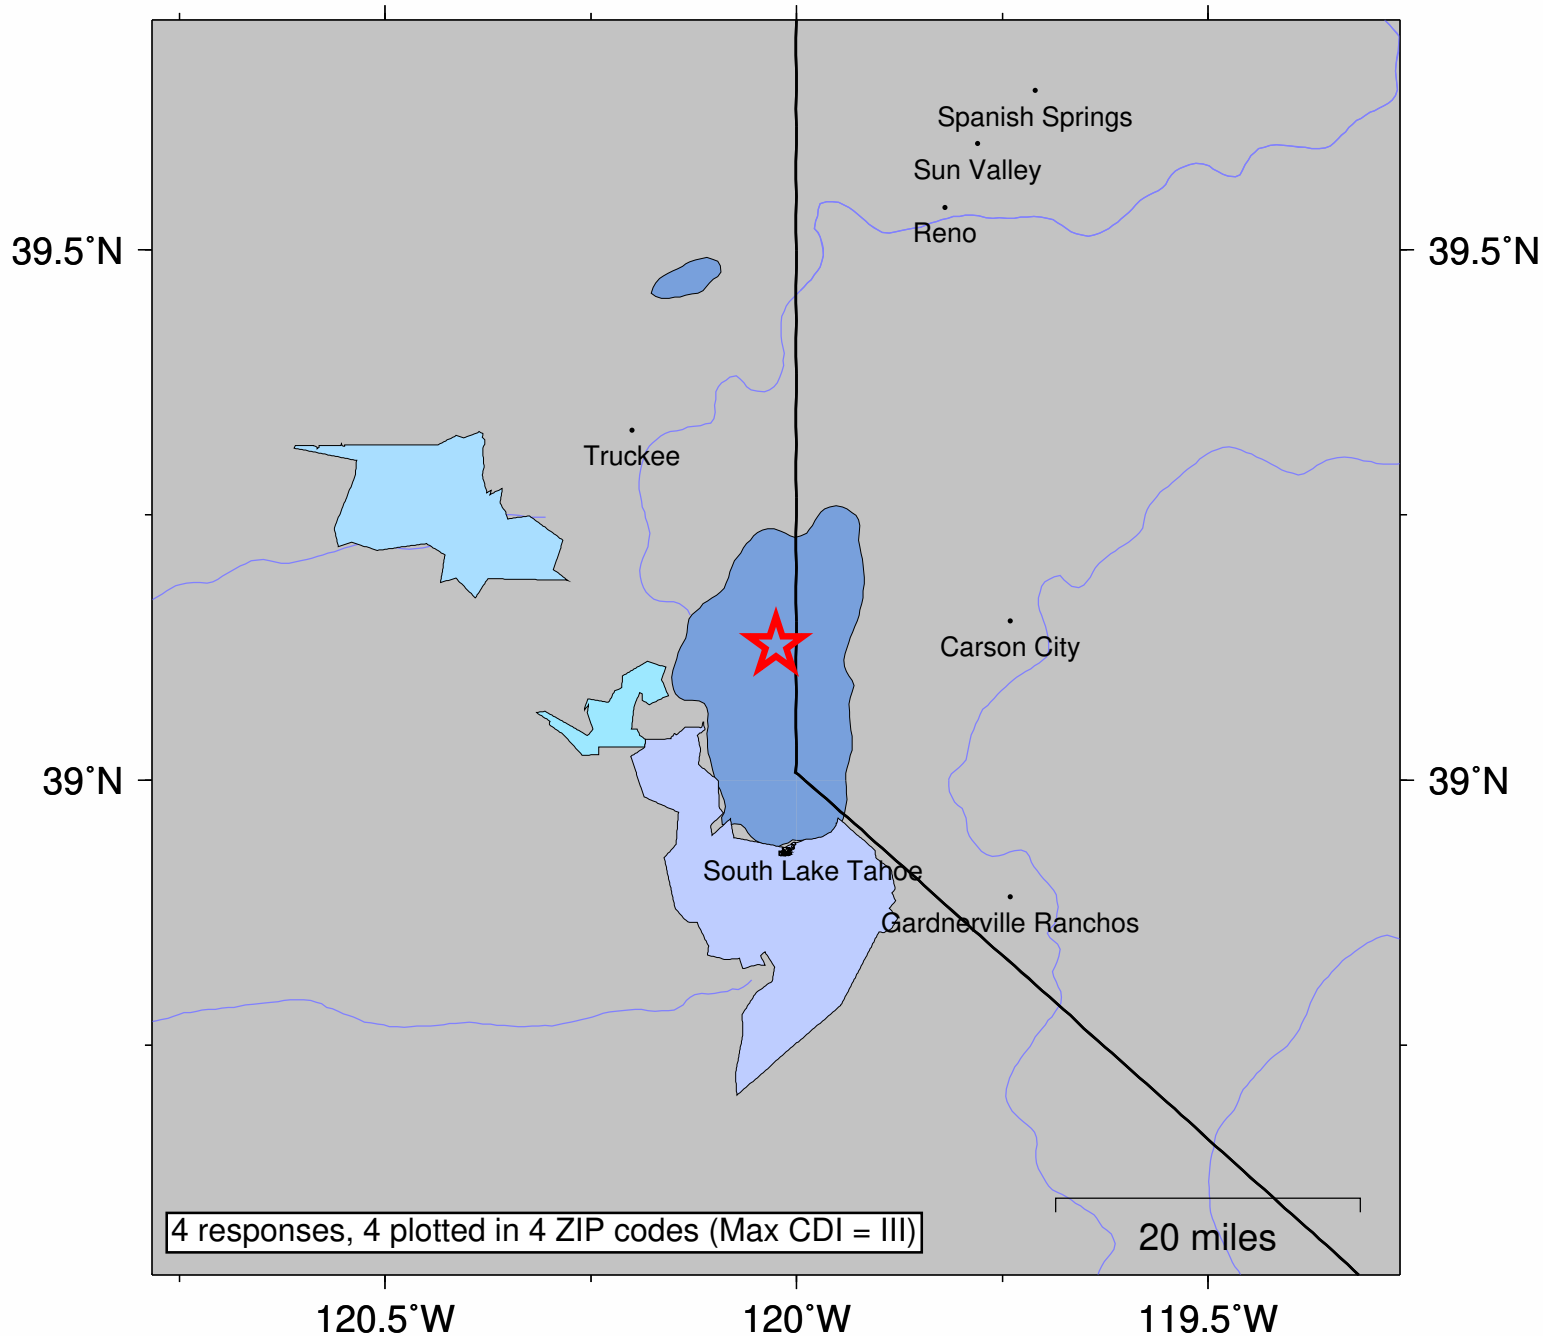 Spanish Springs
Sun Valley
Reno
39.5˚N
39.5˚N
Truckee
Carson City
39˚N
39˚N
South Lake Tahoe
Gardnerville Ranchos
4 responses, 4 plotted in 4 ZIP codes (Max CDI = III)
20 miles
120.5˚W
120˚W
119.5˚W